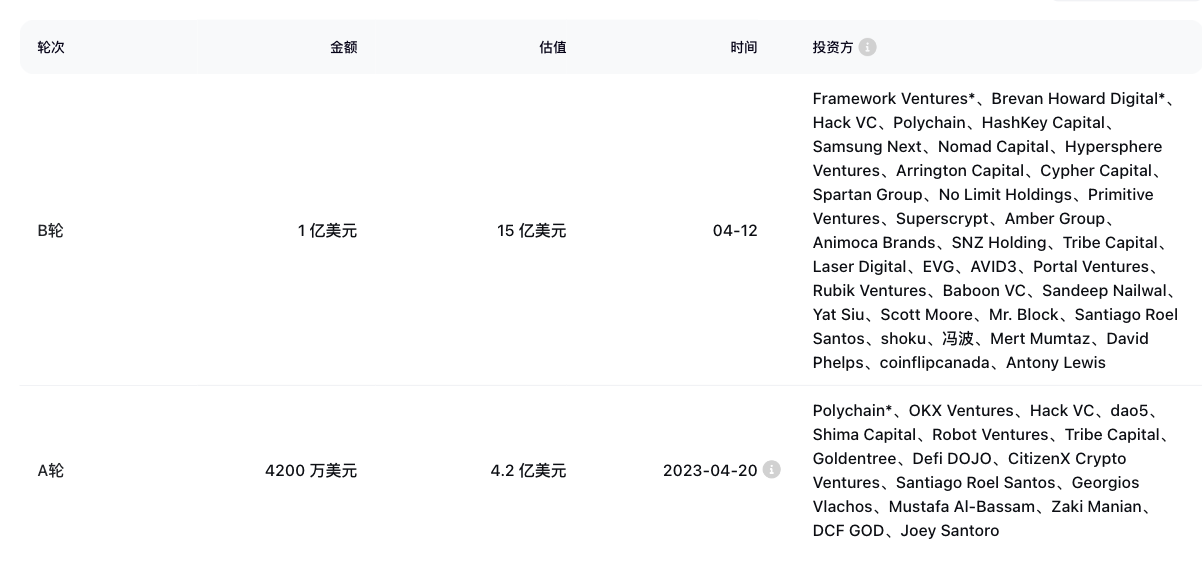 轮次 金额 估值 时间 投资方
Framework Ventures*、Brevan Howard Digital*、
Hack VC、Polychain、HashKey Capital、
Samsung Next、Nomad Capital、Hypersphere
Ventures、Arrington Capital、Cypher Capital、
Spartan Group、No Limit Holdings、Primitive
Ventures、Superscrypt、Amber Group、
B轮 1 亿美元 15 亿美元 04-12
Animoca Brands、SNZ Holding、Tribe Capital、
Laser Digital、EVG、AVID3、Portal Ventures、
Rubik Ventures、Baboon VC、Sandeep Nailwal、
Yat Siu、Scott Moore、Mr. Block、Santiago Roel
Santos、shoku、冯波、Mert Mumtaz、David
Phelps、coinflipcanada、Antony Lewis
Polychain*、OKX Ventures、Hack VC、dao5、
Shima Capital、Robot Ventures、Tribe Capital、
Goldentree、Defi DOJO、CitizenX Crypto
A轮 4200 万美元 4.2 亿美元 2023-04-20
Ventures、Santiago Roel Santos、Georgios
Vlachos、Mustafa Al-Bassam、Zaki Manian、
DCF GOD、Joey Santoro